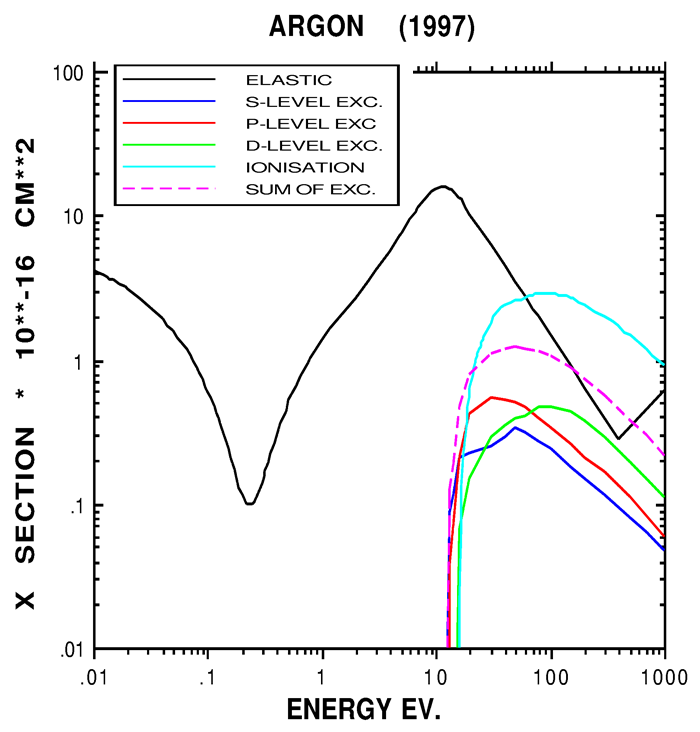 ARGON (1997)
ELASTIC
S-LEVEL EXC.
P-LEVEL EXC
D-LEVEL EXC.
IONISATION
SUM OF EXC.
X SECTION * 10**-16 CM**2
100
10
1
.1
.01
.01
.1
1
10
100
1000
ENERGY EV.